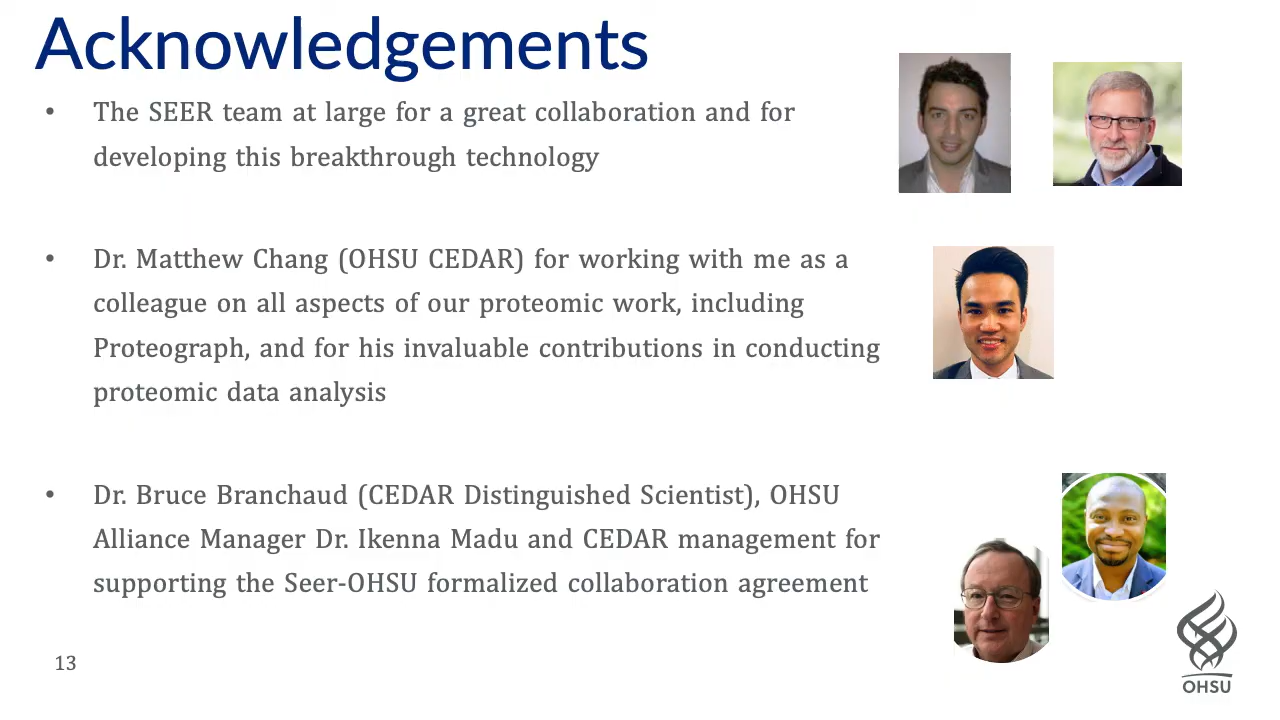 Acknowledgements
• The SEER team at large for a great collaboration and for
developing this breakthrough technology
• Dr. Matthew Chang (OHSU CEDAR) for working with me as a
colleague on all aspects of our proteomic work, including
Proteograph, and for his invaluable contributions in conducting
proteomic data analysis
• Dr. Bruce Branchaud (CEDAR Distinguished Scientist), OHSU
Alliance Manager Dr. Ikenna Madu and CEDAR management for
supporting the Seer-OHSU formalized collaboration agreement
13
OHSU